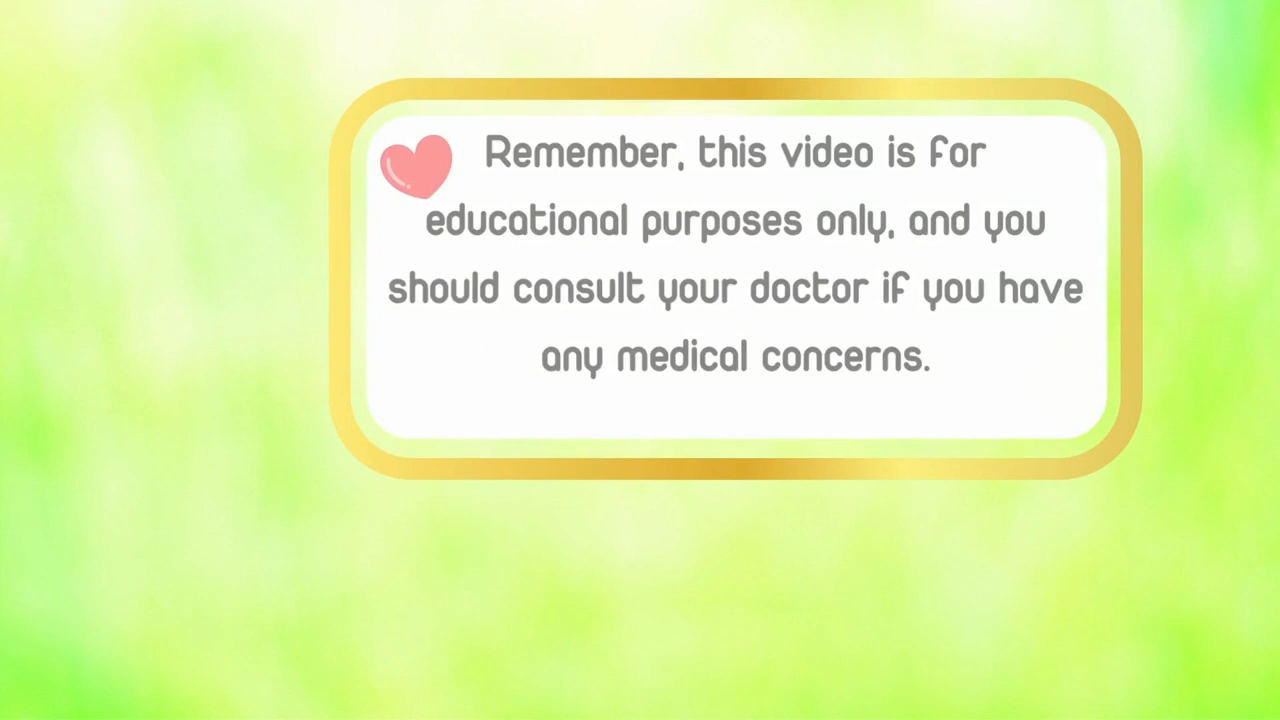 Remember, this video is for
educational purposes only, and you
should consult your doctor if you have
any medical concerns.